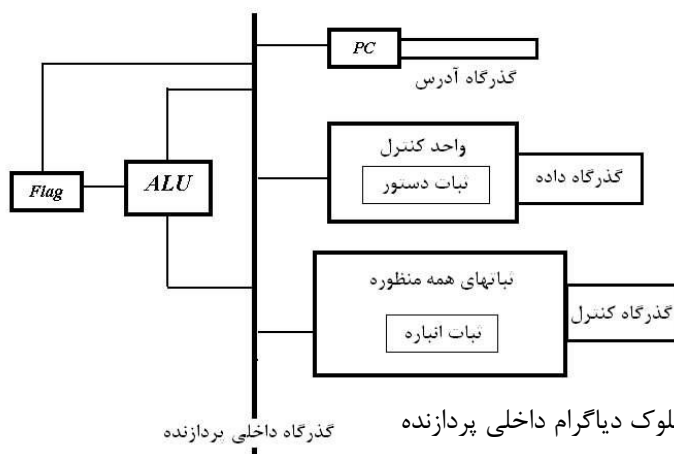 PC
گذرگاه آدرس
واحد کنترل
ثبات دستور
گذرگاه داده
Flag
ALU
ثباتهای همه منظوره
ثبات انباره
گذرگاه کنترل
لوک دیاگرام داخلی پردازنده
گذرگاه داخلی پردازنده